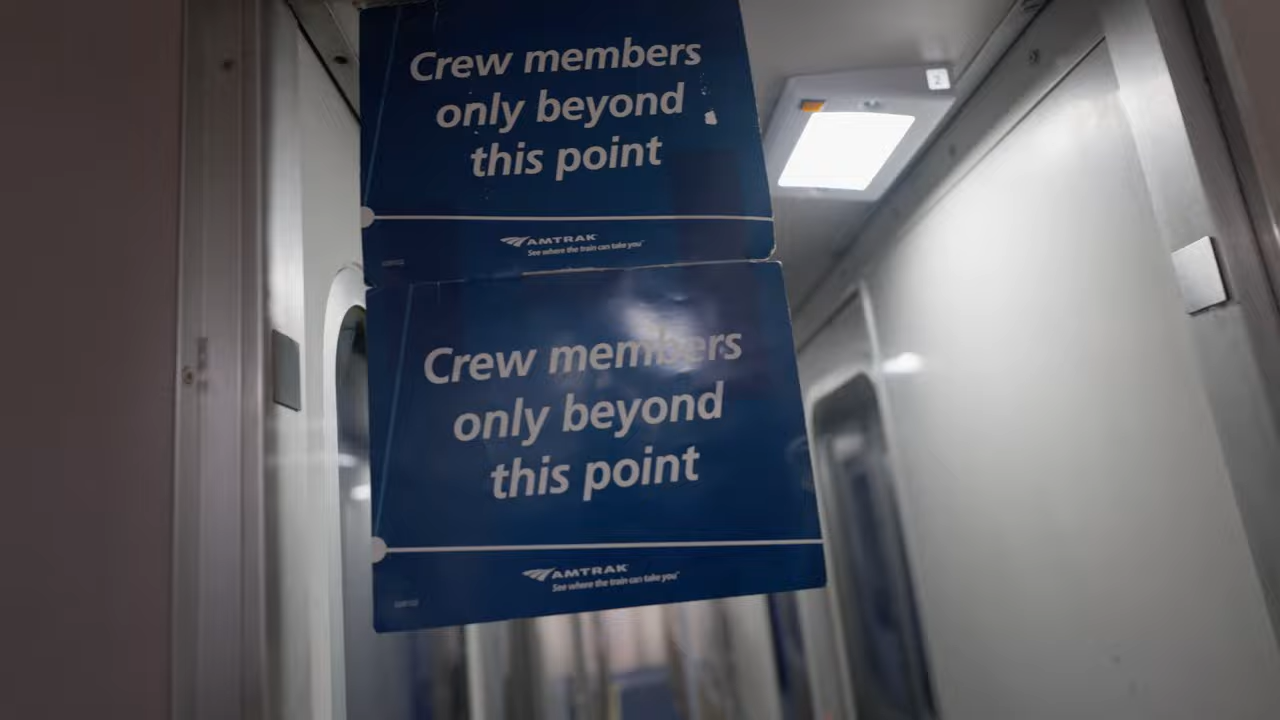 2
Crew members
only beyond
this point
AMTRAK
See where the train can take you
Crew members
only beyond
this point
AMTRAK
See where the train can take you